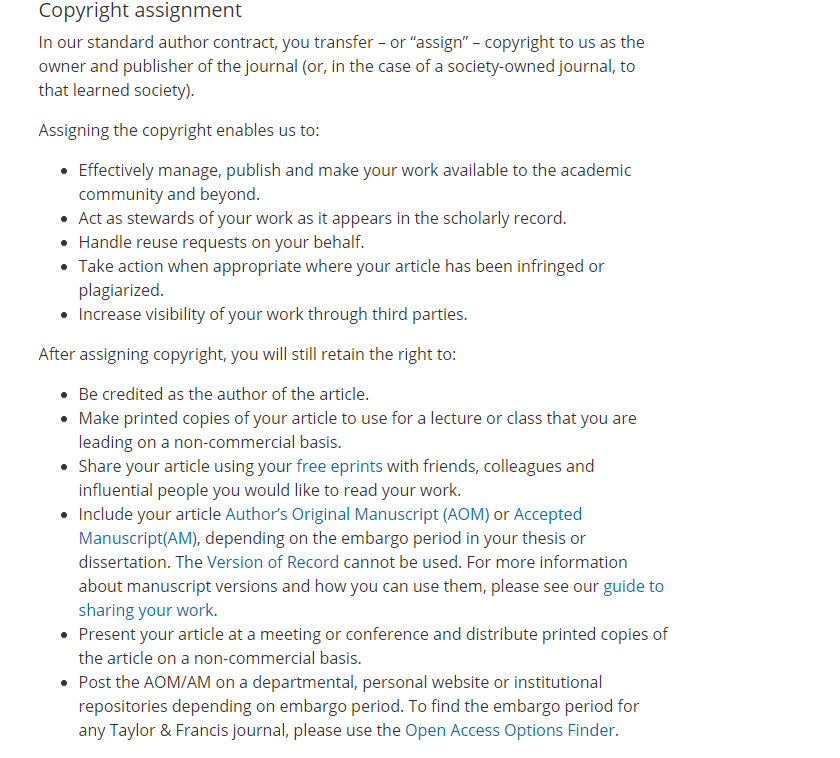 Copyright assignment
In our standard author contract, you transfer – or “assign” – copyright to us as the
owner and publisher of the journal (or, in the case of a society-owned journal, to
that learned society).
Assigning the copyright enables us to:
• Effectively manage, publish and make your work available to the academic
community and beyond.
• Act as stewards of your work as it appears in the scholarly record.
• Handle reuse requests on your behalf.
• Take action when appropriate where your article has been infringed or
plagiarized.
• Increase visibility of your work through third parties.
After assigning copyright, you will still retain the right to:
• Be credited as the author of the article.
• Make printed copies of your article to use for a lecture or class that you are
leading on a non-commercial basis.
• Share your article using your free eprints with friends, colleagues and
influential people you would like to read your work.
• Include your article Author’s Original Manuscript (AOM) or Accepted
Manuscript(AM), depending on the embargo period in your thesis or
dissertation. The Version of Record cannot be used. For more information
about manuscript versions and how you can use them, please see our guide to
sharing your work.
• Present your article at a meeting or conference and distribute printed copies of
the article on a non-commercial basis.
• Post the AOM/AM on a departmental, personal website or institutional
repositories depending on embargo period. To find the embargo period for
any Taylor & Francis journal, please use the Open Access Options Finder.